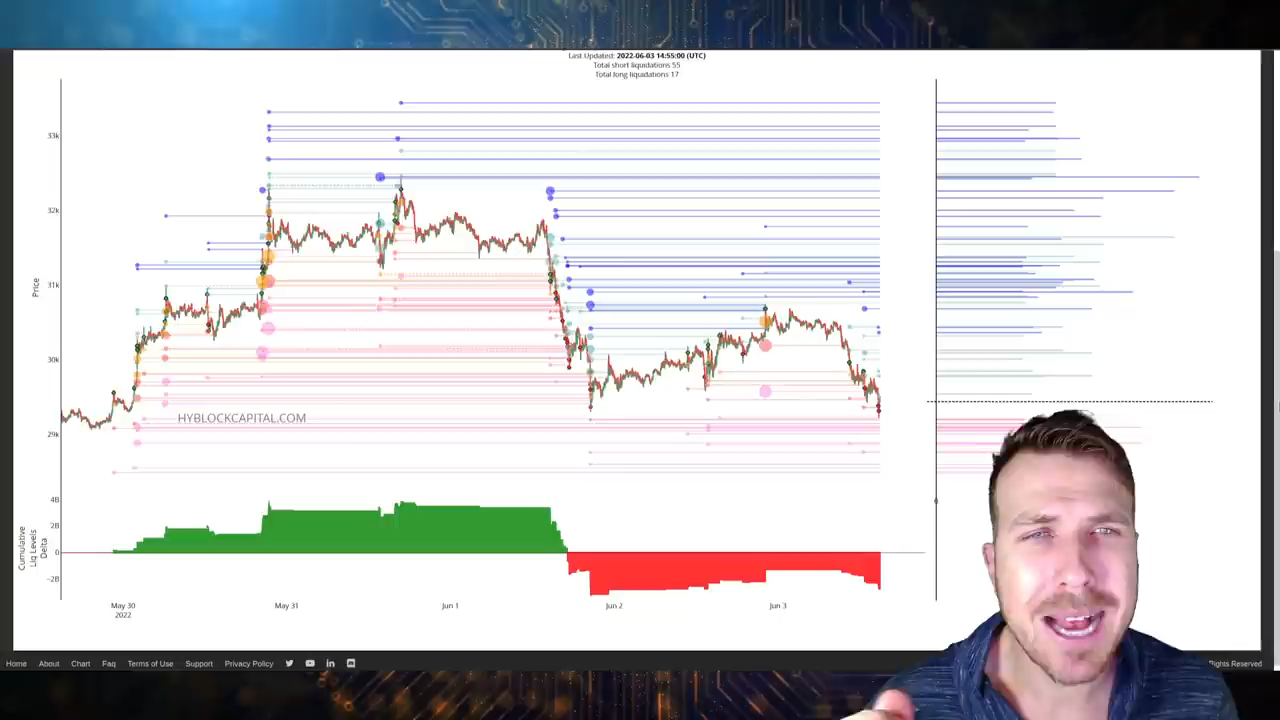 Last Updated: 2022-06-03 14:55:00 (UTC)
Total short liquidations 55
Total long liquidations 17
33k
32k
31k
Price
30k
HYBLOCKCAPITAL.COM
29k
4B
2B
Cumulative
Liq Levels
Delta
0
−2B
May 30
2022
May 31
Jun 1
Jun 2
Jun 3
Home About Chart Faq Terms of Use Support Privacy Policy
Rights Reserved